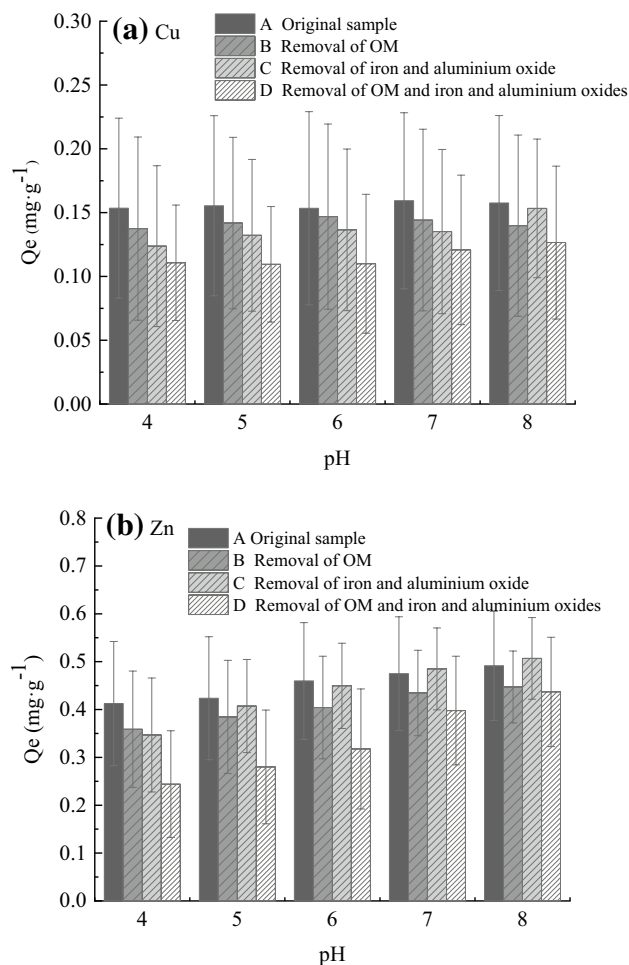 (a) Cu
A Original sample
B Removal of OM
C Removal of iron and aluminium oxide
D Removal of OM and iron and aluminium oxides
Qe (mg·g⁻¹)
0.30
0.25
0.20
0.15
0.10
0.05
0.00
4 5 6 7 8
pH
(b) Zn
A Original sample
B Removal of OM
C Removal of iron and aluminium oxide
D Removal of OM and iron and aluminium oxides
Qe (mg·g⁻¹)
0.8
0.7
0.6
0.5
0.4
0.3
0.2
0.1
0.0
4 5 6 7 8
pH